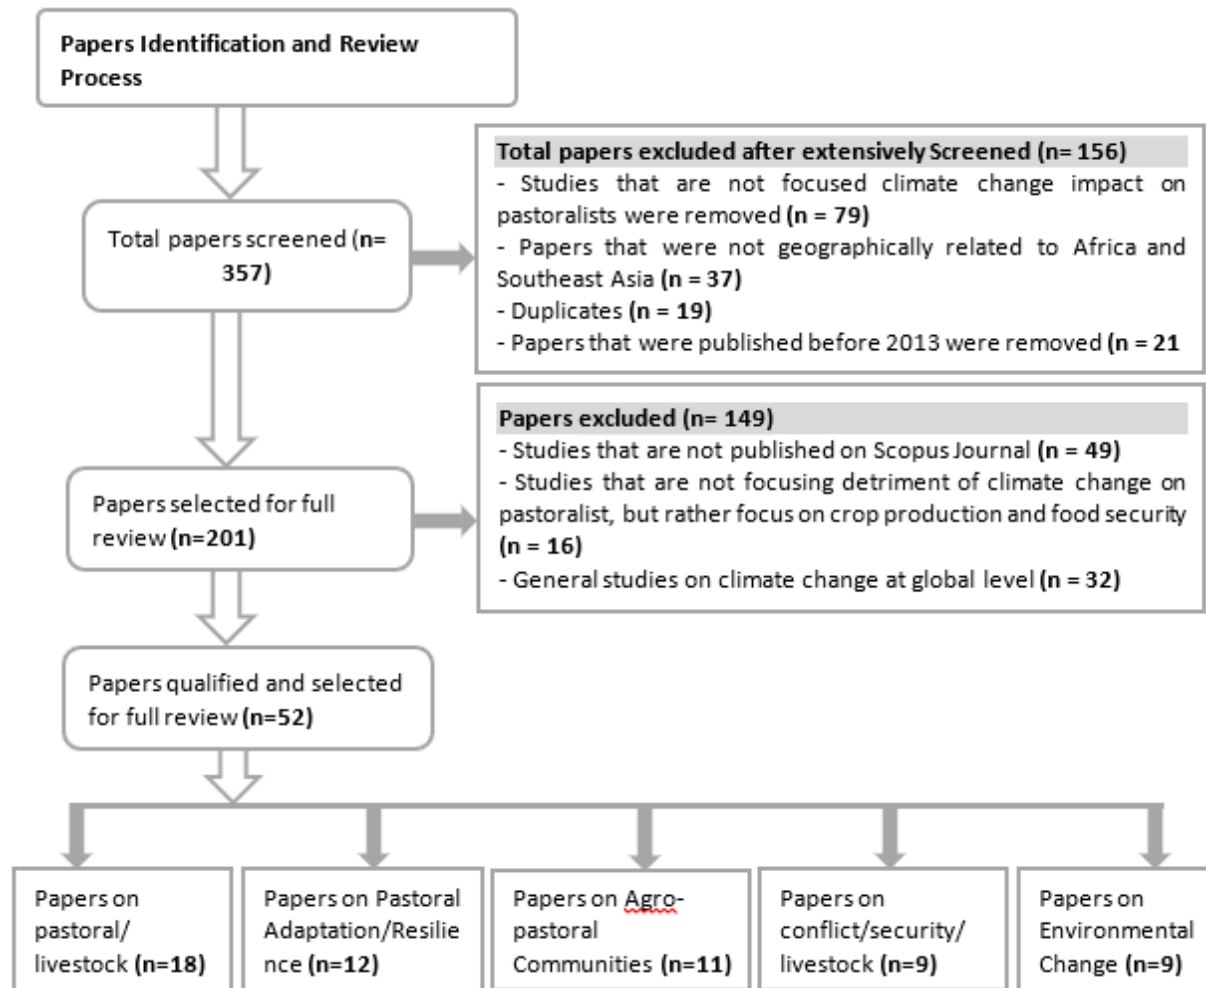 Papers Identification and Review
Process
Total papers screened (n=
357)
Total papers excluded after extensively Screened (n= 156)
- Studies that are not focused climate change impact on
pastoralists were removed (n = 79)
- Papers that were not geographically related to Africa and
Southeast Asia (n = 37)
- Duplicates (n = 19)
- Papers that were published before 2013 were removed (n = 21
Papers selected for full
review (n=201)
Papers excluded (n= 149)
- Studies that are not published on Scopus Journal (n = 49)
- Studies that are not focusing detriment of climate change on
pastoralist, but rather focus on crop production and food security
(n = 16)
- General studies on climate change at global level (n = 32)
Papers qualified and selected
for full review (n=52)
Papers on
pastoral/
livestock (n=18)
Papers on Pastoral
Adaptation/Resilie
nce (n=12)
Papers on Agro-
pastoral
Communities (n=11)
Papers on
conflict/security/
livestock (n=9)
Papers on
Environmental
Change (n=9)